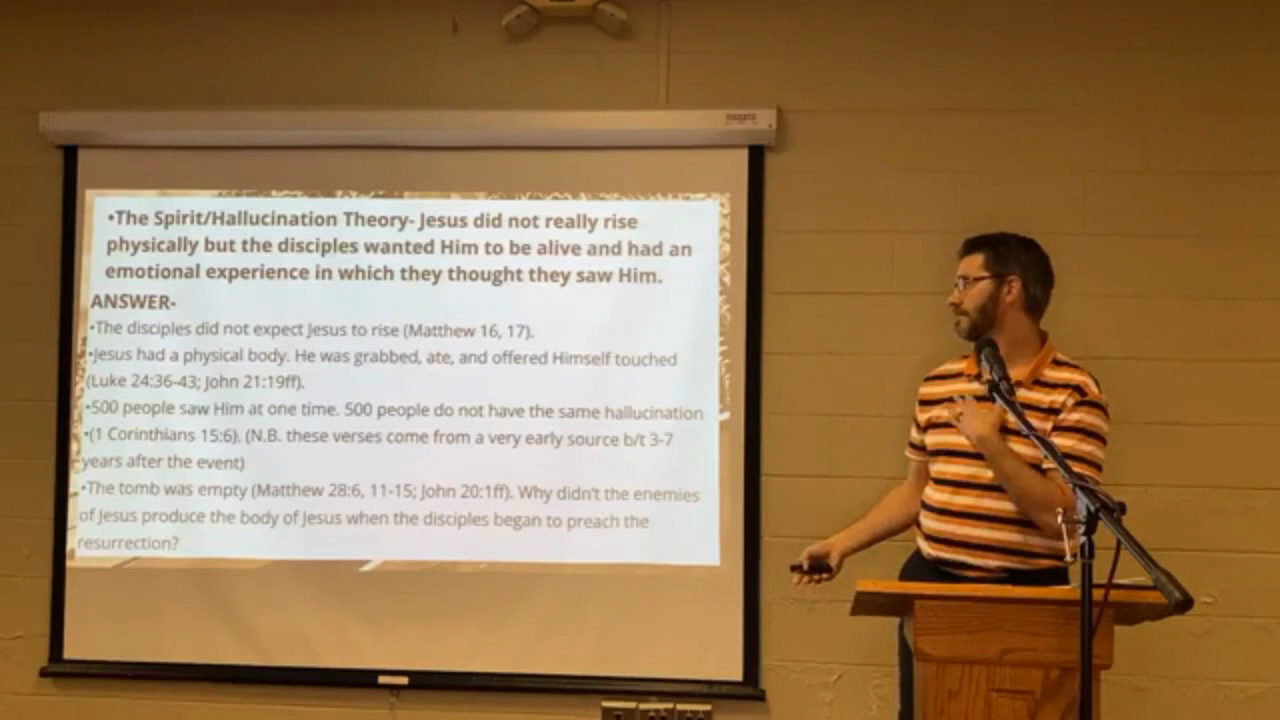 •The Spirit/Hallucination Theory- Jesus did not really rise
physically but the disciples wanted Him to be alive and had an
emotional experience in which they thought they saw Him.
ANSWER-
•The disciples did not expect Jesus to rise (Matthew 16, 17).
•Jesus had a physical body. He was grabbed, ate, and offered Himself touched
(Luke 24:36-43; John 21:19ff).
•500 people saw Him at one time. 500 people do not have the same hallucination
•(1 Corinthians 15:6). (N.B. these verses come from a very early source b/t 3-7
years after the event)
•The tomb was empty (Matthew 28:6, 11-15; John 20:1ff). Why didn't the enemies
of Jesus produce the body of Jesus when the disciples began to preach the
resurrection?